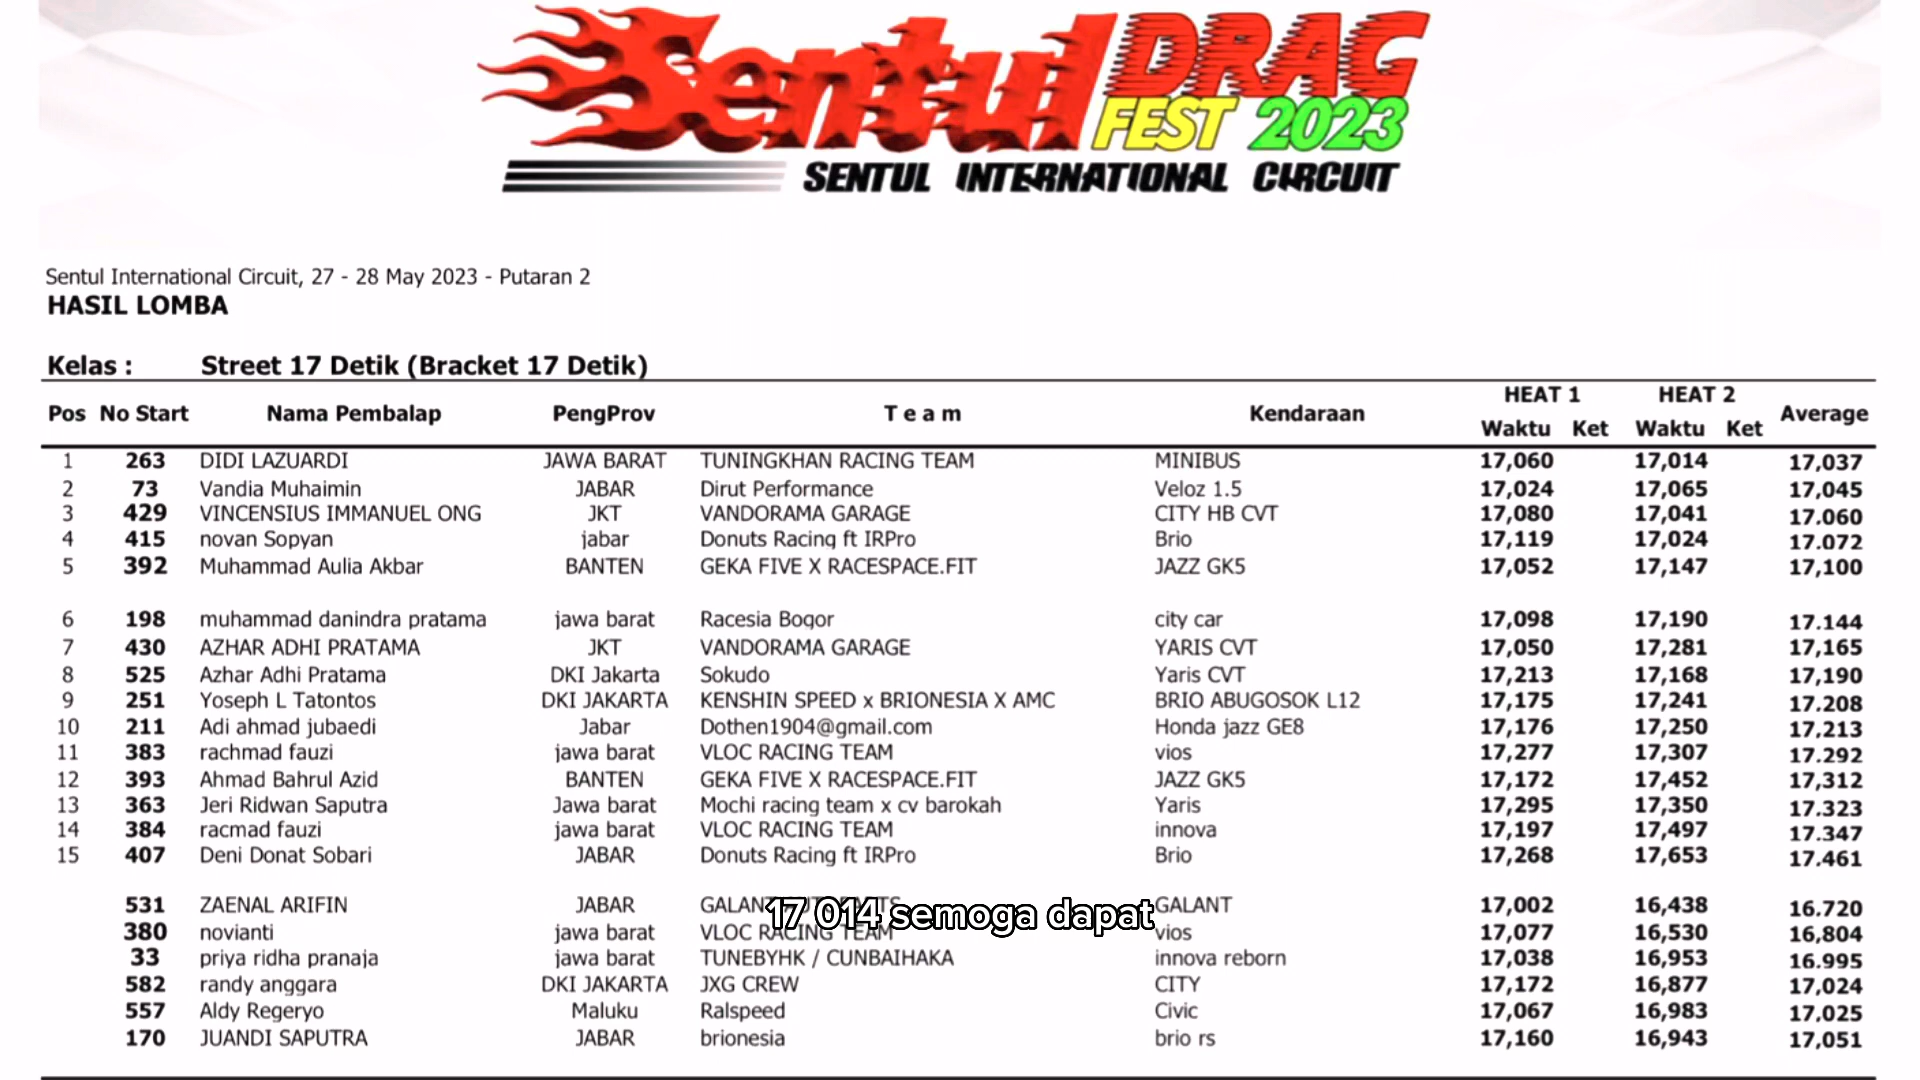 Sentul DRAG
FEST 2023
SENTUL INTERNATIONAL CIRCUIT
Sentul International Circuit, 27 - 28 May 2023 - Putaran 2
HASIL LOMBA
Kelas : Street 17 Detik (Bracket 17 Detik)
Pos No Start Nama Pembalap PengProv Team Kendaraan HEAT 1 HEAT 2 Average
Waktu Ket Waktu Ket
1 263 DIDI LAZUARDI JAWA BARAT TUNINGKHAN RACING TEAM MINIBUS 17,060 17,014 17,037
2 73 Vandia Muhaimin JABAR Dirut Performance Veloz 1.5 17,024 17,065 17,045
3 429 VINCENSIUS IMMANUEL ONG JKT VANDORAMA GARAGE CITY HB CVT 17,080 17,041 17.060
4 415 novan Sopyan jabar Donuts Racing ft IRPro Brio 17,119 17,024 17.072
5 392 Muhammad Aulia Akbar BANTEN GEKA FIVE X RACESPACE.FIT JAZZ GK5 17,052 17,147 17,100
6 198 muhammad danindra pratama jawa barat Racesia Bogor city car 17,098 17,190 17.144
7 430 AZHAR ADHI PRATAMA JKT VANDORAMA GARAGE YARIS CVT 17,050 17,281 17,165
8 525 Azhar Adhi Pratama DKI Jakarta Sokudo Yaris CVT 17,213 17,168 17,190
9 251 Yoseph L Tatontos DKI JAKARTA KENSHIN SPEED x BRIONESIA X AMC BRIO ABUGOSOK L12 17,175 17,241 17.208
10 211 Adi ahmad jubaedi Jabar Dothen1904@gmail.com Honda jazz GE8 17,176 17,250 17,213
11 383 rachmad fauzi jawa barat VLOC RACING TEAM vios 17,277 17,307 17.292
12 393 Ahmad Bahrul Azid BANTEN GEKA FIVE X RACESPACE.FIT JAZZ GK5 17,172 17,452 17,312
13 363 Jeri Ridwan Saputra Jawa barat Mochi racing team x cv barokah Yaris 17,295 17,350 17.323
14 384 racmad fauzi jawa barat VLOC RACING TEAM innova 17,197 17,497 17.347
15 407 Deni Donat Sobari JABAR Donuts Racing ft IRPro Brio 17,268 17,653 17.461
531 ZAENAL ARIFIN JABAR GALANT GALANT 17,002 16,438 16.720
17 014 semoga dapat
380 novianti jawa barat VLOC RACING TEAM vios 17,077 16,530 16,804
33 priya ridha pranaja jawa barat TUNEBYHK / CUNBAIHAKA innova reborn 17,038 16,953 16.995
582 randy anggara DKI JAKARTA JXG CREW CITY 17,172 16,877 17,024
557 Aldy Regeryo Maluku Ralspeed Civic 17,067 16,983 17,025
170 JUANDI SAPUTRA JABAR brionesia brio rs 17,160 16,943 17,051